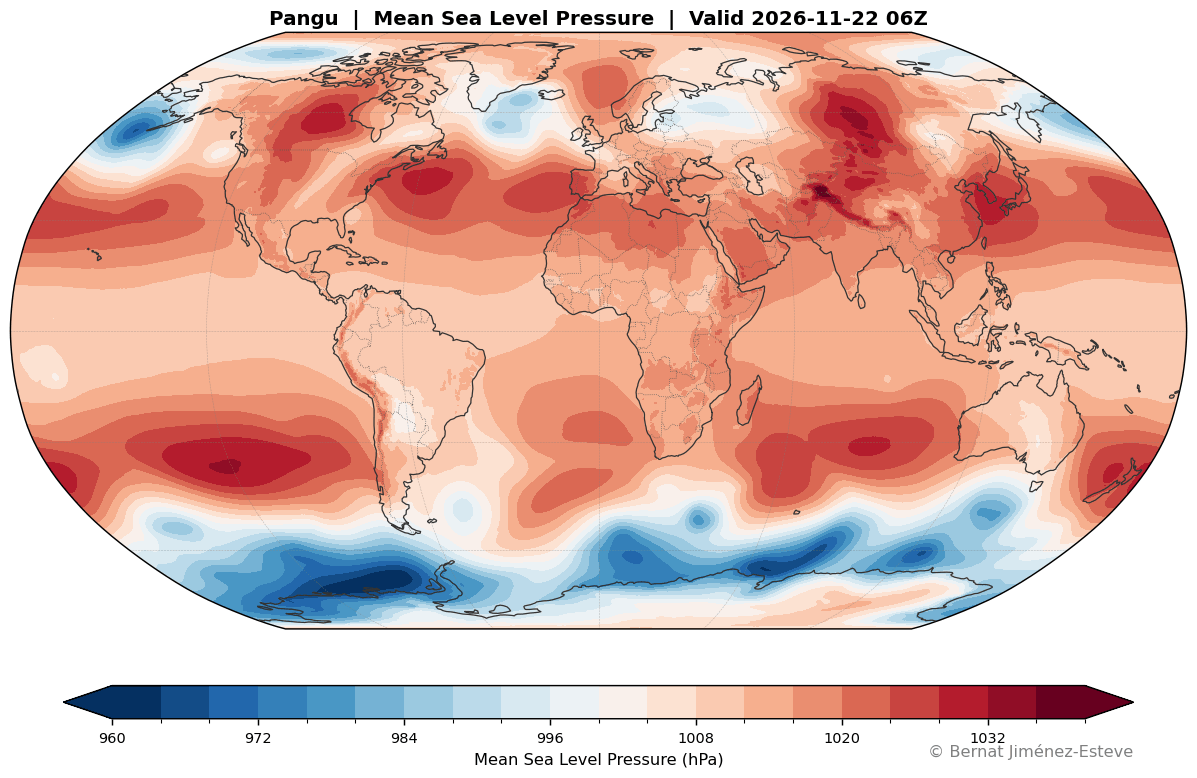 Pangu | Mean Sea Level Pressure | Valid 2026-11-22 06Z
960 972 984 996 1008 1020 1032
Mean Sea Level Pressure (hPa)
© Bernat Jiménez-Esteve